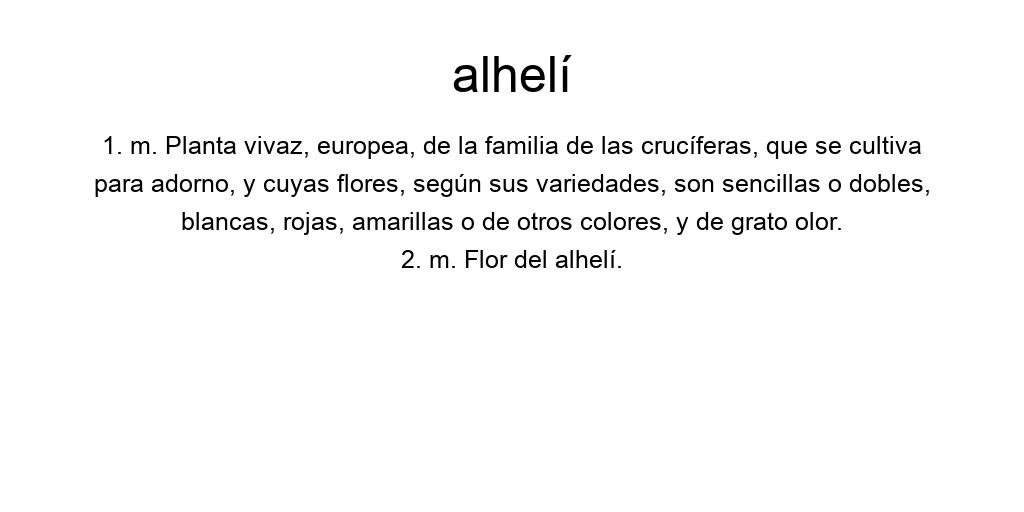 alhelí
1. m. Planta vivaz, europea, de la familia de las crucíferas, que se cultiva
para adorno, y cuyas flores, según sus variedades, son sencillas o dobles,
blancas, rojas, amarillas o de otros colores, y de grato olor.
2. m. Flor del alhelí.